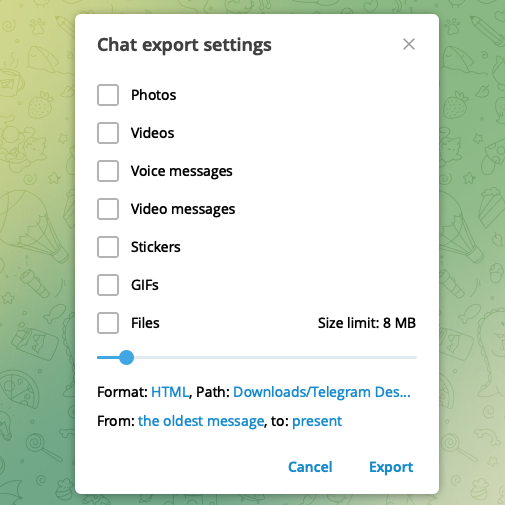 Chat export settings
Photos
Videos
Voice messages
Video messages
Stickers
GIFs
Files Size limit: 8 MB
Format: HTML, Path: Downloads/Telegram Des...
From: the oldest message, to: present
Cancel Export